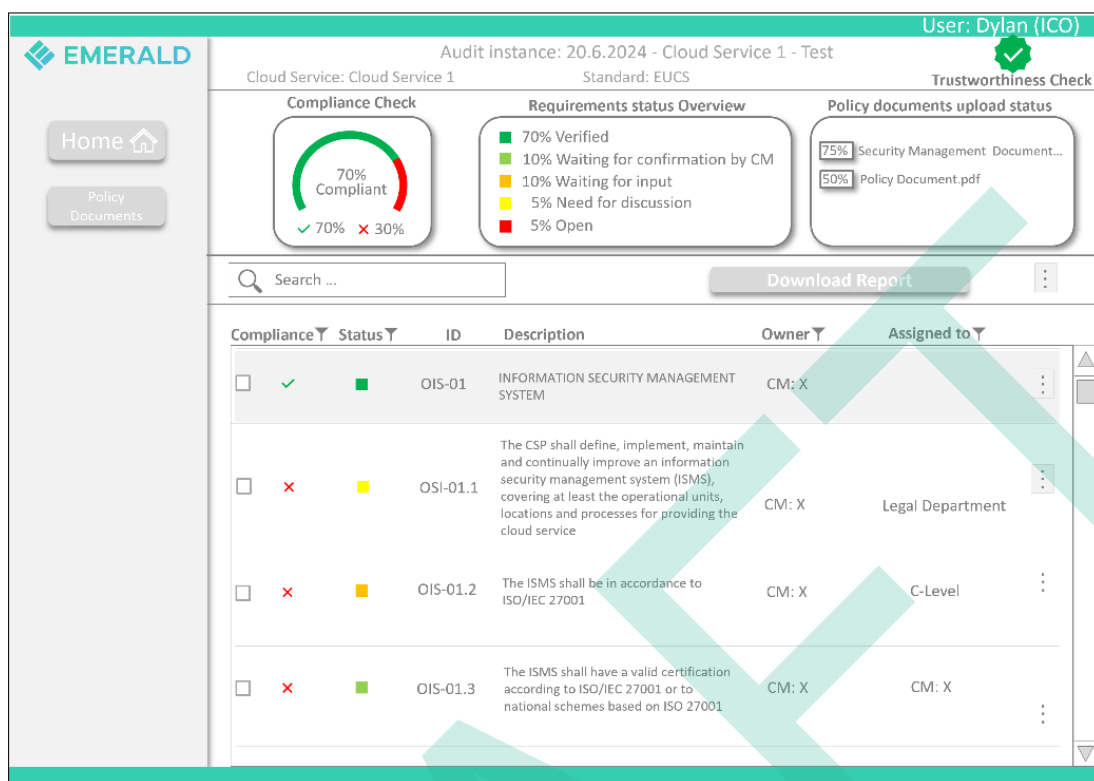 User: Dylan (ICO)
EMERALD
Audit instance: 20.6.2024 - Cloud Service 1 - Test
Cloud Service: Cloud Service 1
Standard: EUCS
Trustworthiness Check
Home
Policy
Documents
Compliance Check
70%
Compliant
70% 30%
Requirements status Overview
70% Verified
10% Waiting for confirmation by CM
10% Waiting for input
5% Need for discussion
5% Open
Policy documents upload status
75% Security Management Document...
50% Policy Document.pdf
Search ...
Download Report
Compliance Status ID Description Owner Assigned to
OIS-01
INFORMATION SECURITY MANAGEMENT
SYSTEM
CM: X
OSI-01.1
The CSP shall define, implement, maintain
and continually improve an information
security management system (ISMS),
covering at least the operational units,
locations and processes for providing the
cloud service
CM: X
Legal Department
OIS-01.2
The ISMS shall be in accordance to
ISO/IEC 27001
CM: X
C-Level
OIS-01.3
The ISMS shall have a valid certification
according to ISO/IEC 27001 or to
national schemes based on ISO 27001
CM: X
CM: X